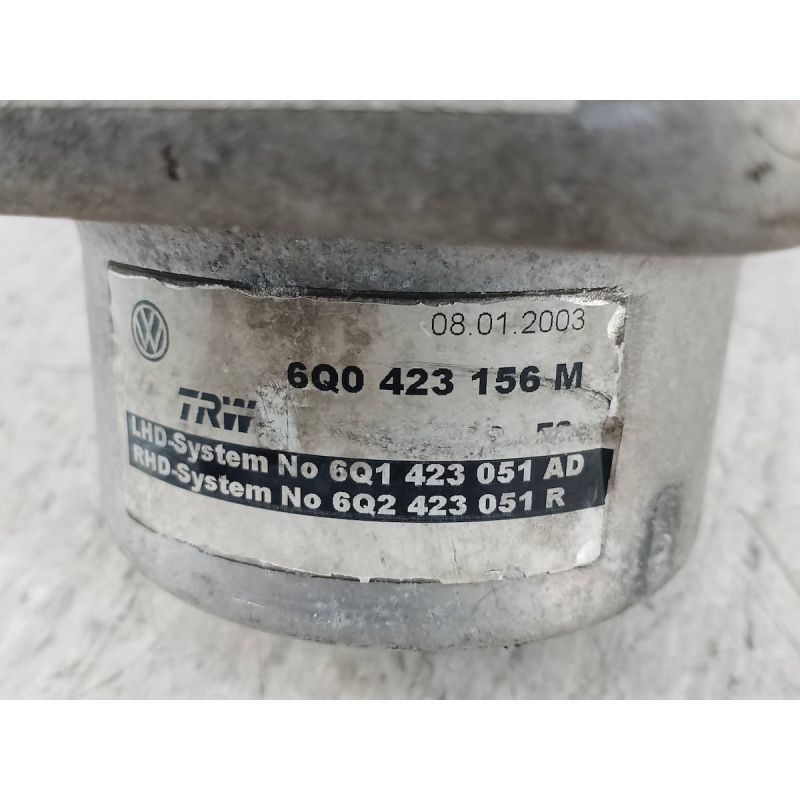 08.01.2003
6Q0 423 156 M
TRW
LHD-System No 6Q1 423 051 AD
RHD-System No 6Q2 423 051 R